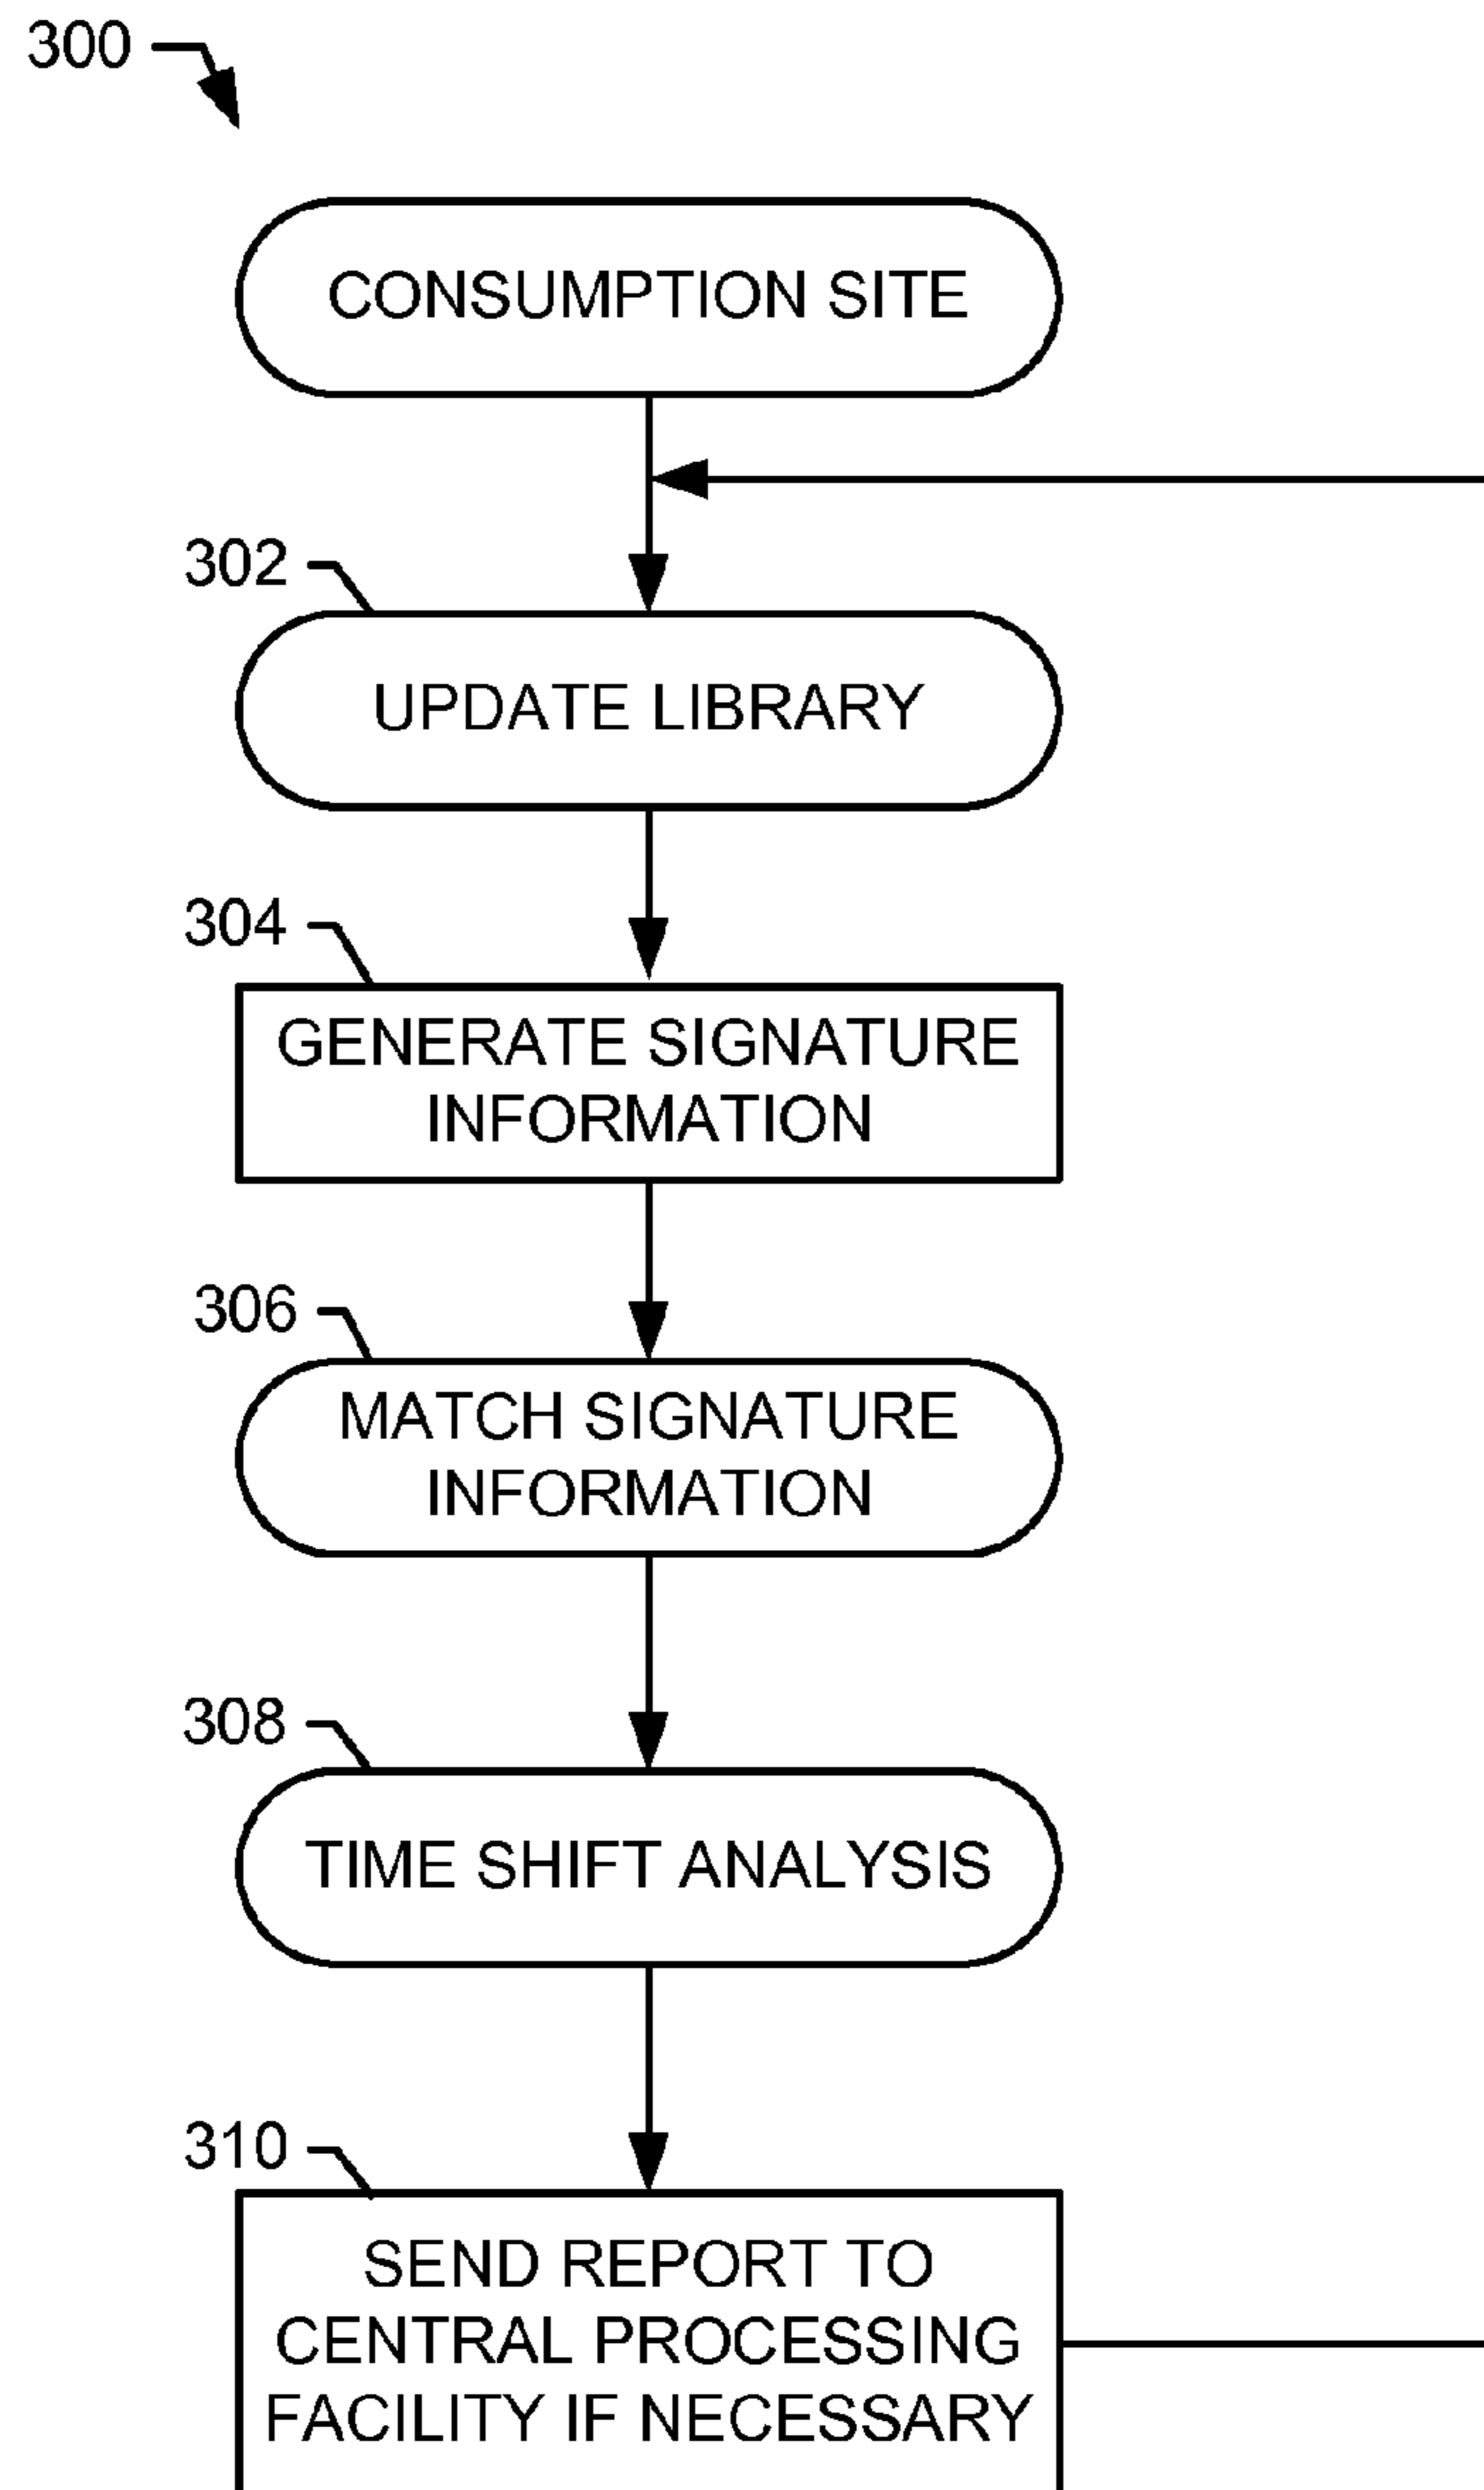 300
CONSUMPTION SITE
302
UPDATE LIBRARY
304
GENERATE SIGNATURE
INFORMATION
306
MATCH SIGNATURE
INFORMATION
308
TIME SHIFT ANALYSIS
310
SEND REPORT TO
CENTRAL PROCESSING
FACILITY IF NECESSARY